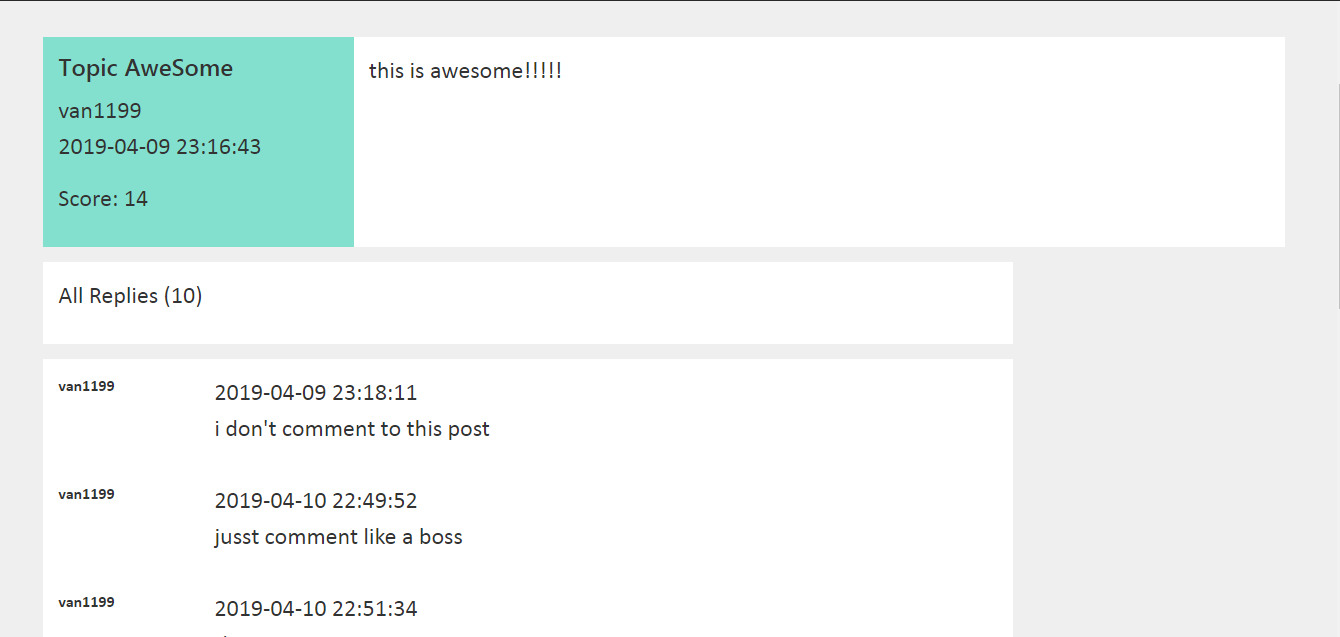 Topic AweSome
van1199
2019-04-09 23:16:43
Score: 14
this is awesome!!!!!
All Replies (10)
van1199
2019-04-09 23:18:11
i don't comment to this post
van1199
2019-04-10 22:49:52
jusst comment like a boss
van1199
2019-04-10 22:51:34